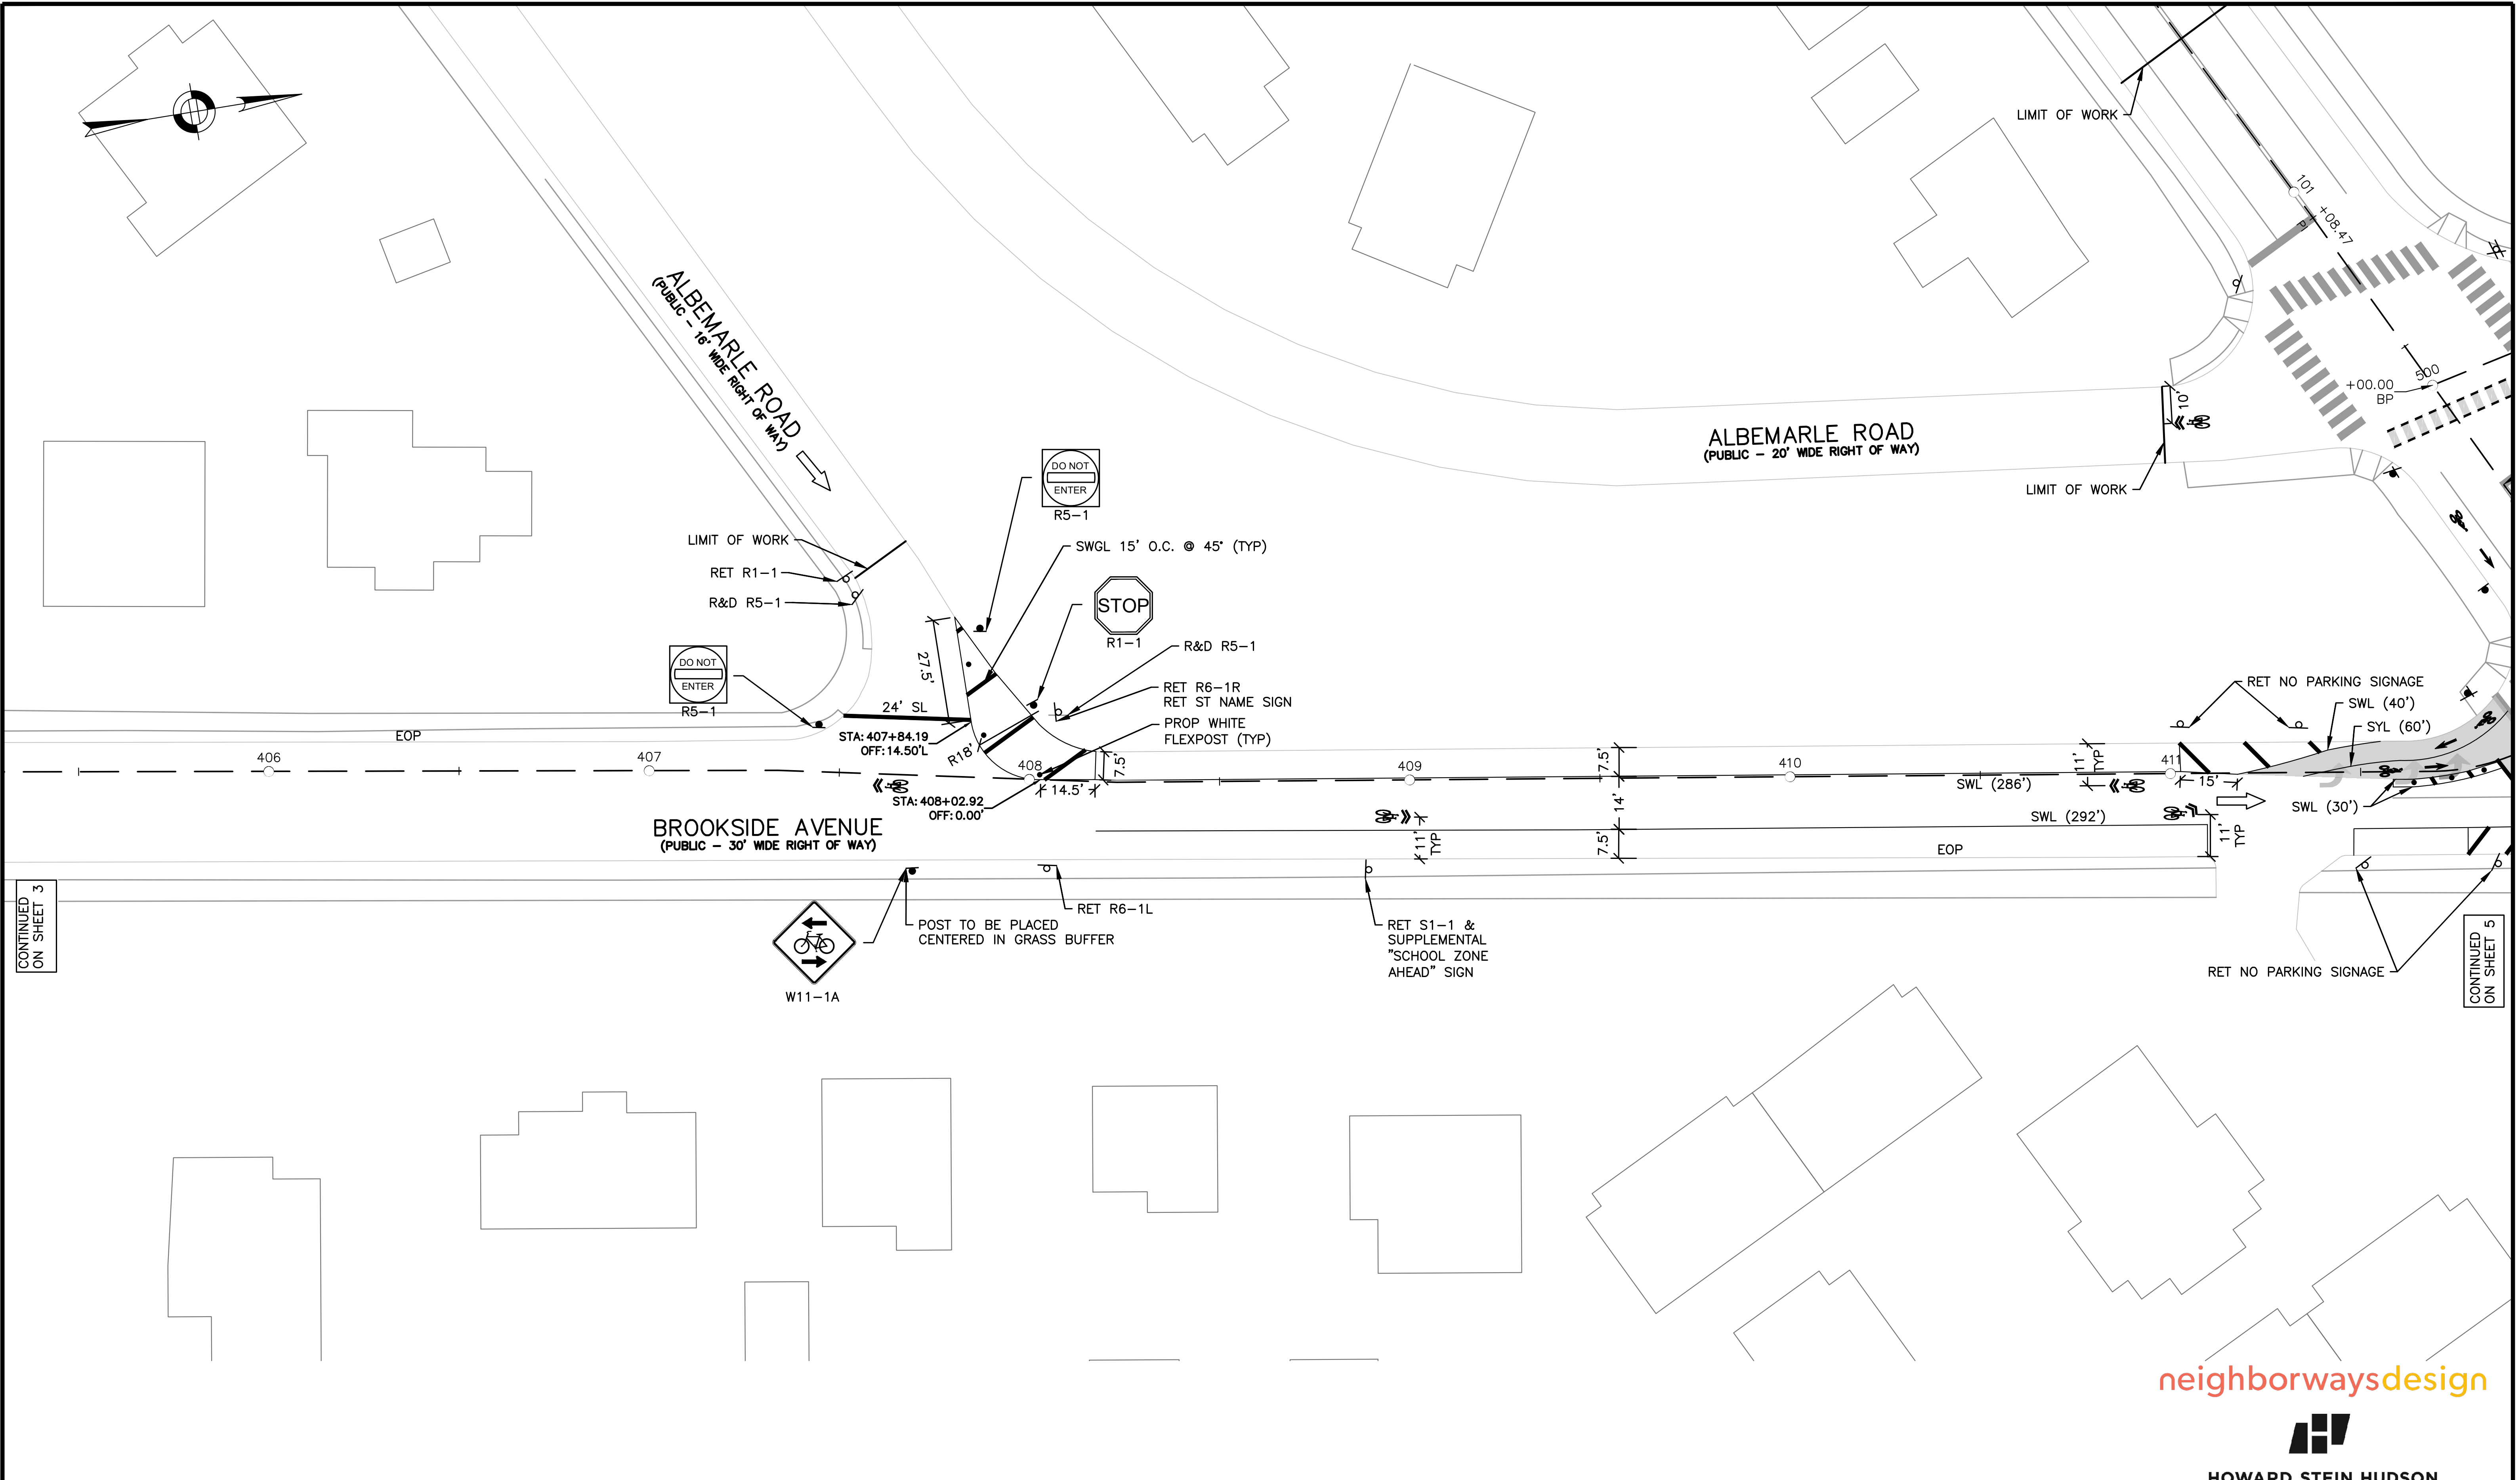 LIMIT OF WORK
101
+08.47
PI
500
+00.00
BP
10'
ALBEMARLE ROAD
(PUBLIC – 16' WIDE RIGHT OF WAY)
ALBEMARLE ROAD
(PUBLIC – 20' WIDE RIGHT OF WAY)
LIMIT OF WORK
DO NOT
ENTER
R5-1
SWGL 15' O.C. @ 45° (TYP)
LIMIT OF WORK
RET R1-1
R&D R5-1
STOP
R1-1
R&D R5-1
DO NOT
ENTER
R5-1
27.5'
RET R6-1R
RET ST NAME SIGN
PROP WHITE
FLEXPOST (TYP)
24' SL
STA: 407+84.19
OFF: 14.50'L
R18'
RET NO PARKING SIGNAGE
SWL (40')
SYL (60')
EOP
406
407
408
409
410
411
7.5'
7.5'
11'
TYP
15'
14.5'
STA: 408+02.92
OFF: 0.00'
SWL (286')
SWL (30')
14'
BROOKSIDE AVENUE
(PUBLIC – 30' WIDE RIGHT OF WAY)
11'
TYP
7.5'
SWL (292')
11'
TYP
EOP
CONTINUED
ON SHEET 3
W11-1A
POST TO BE PLACED
CENTERED IN GRASS BUFFER
RET R6-1L
RET S1-1 &
SUPPLEMENTAL
"SCHOOL ZONE
AHEAD" SIGN
RET NO PARKING SIGNAGE
CONTINUED
ON SHEET 5
neighborwaysdesign
HOWARD STEIN HUDSON